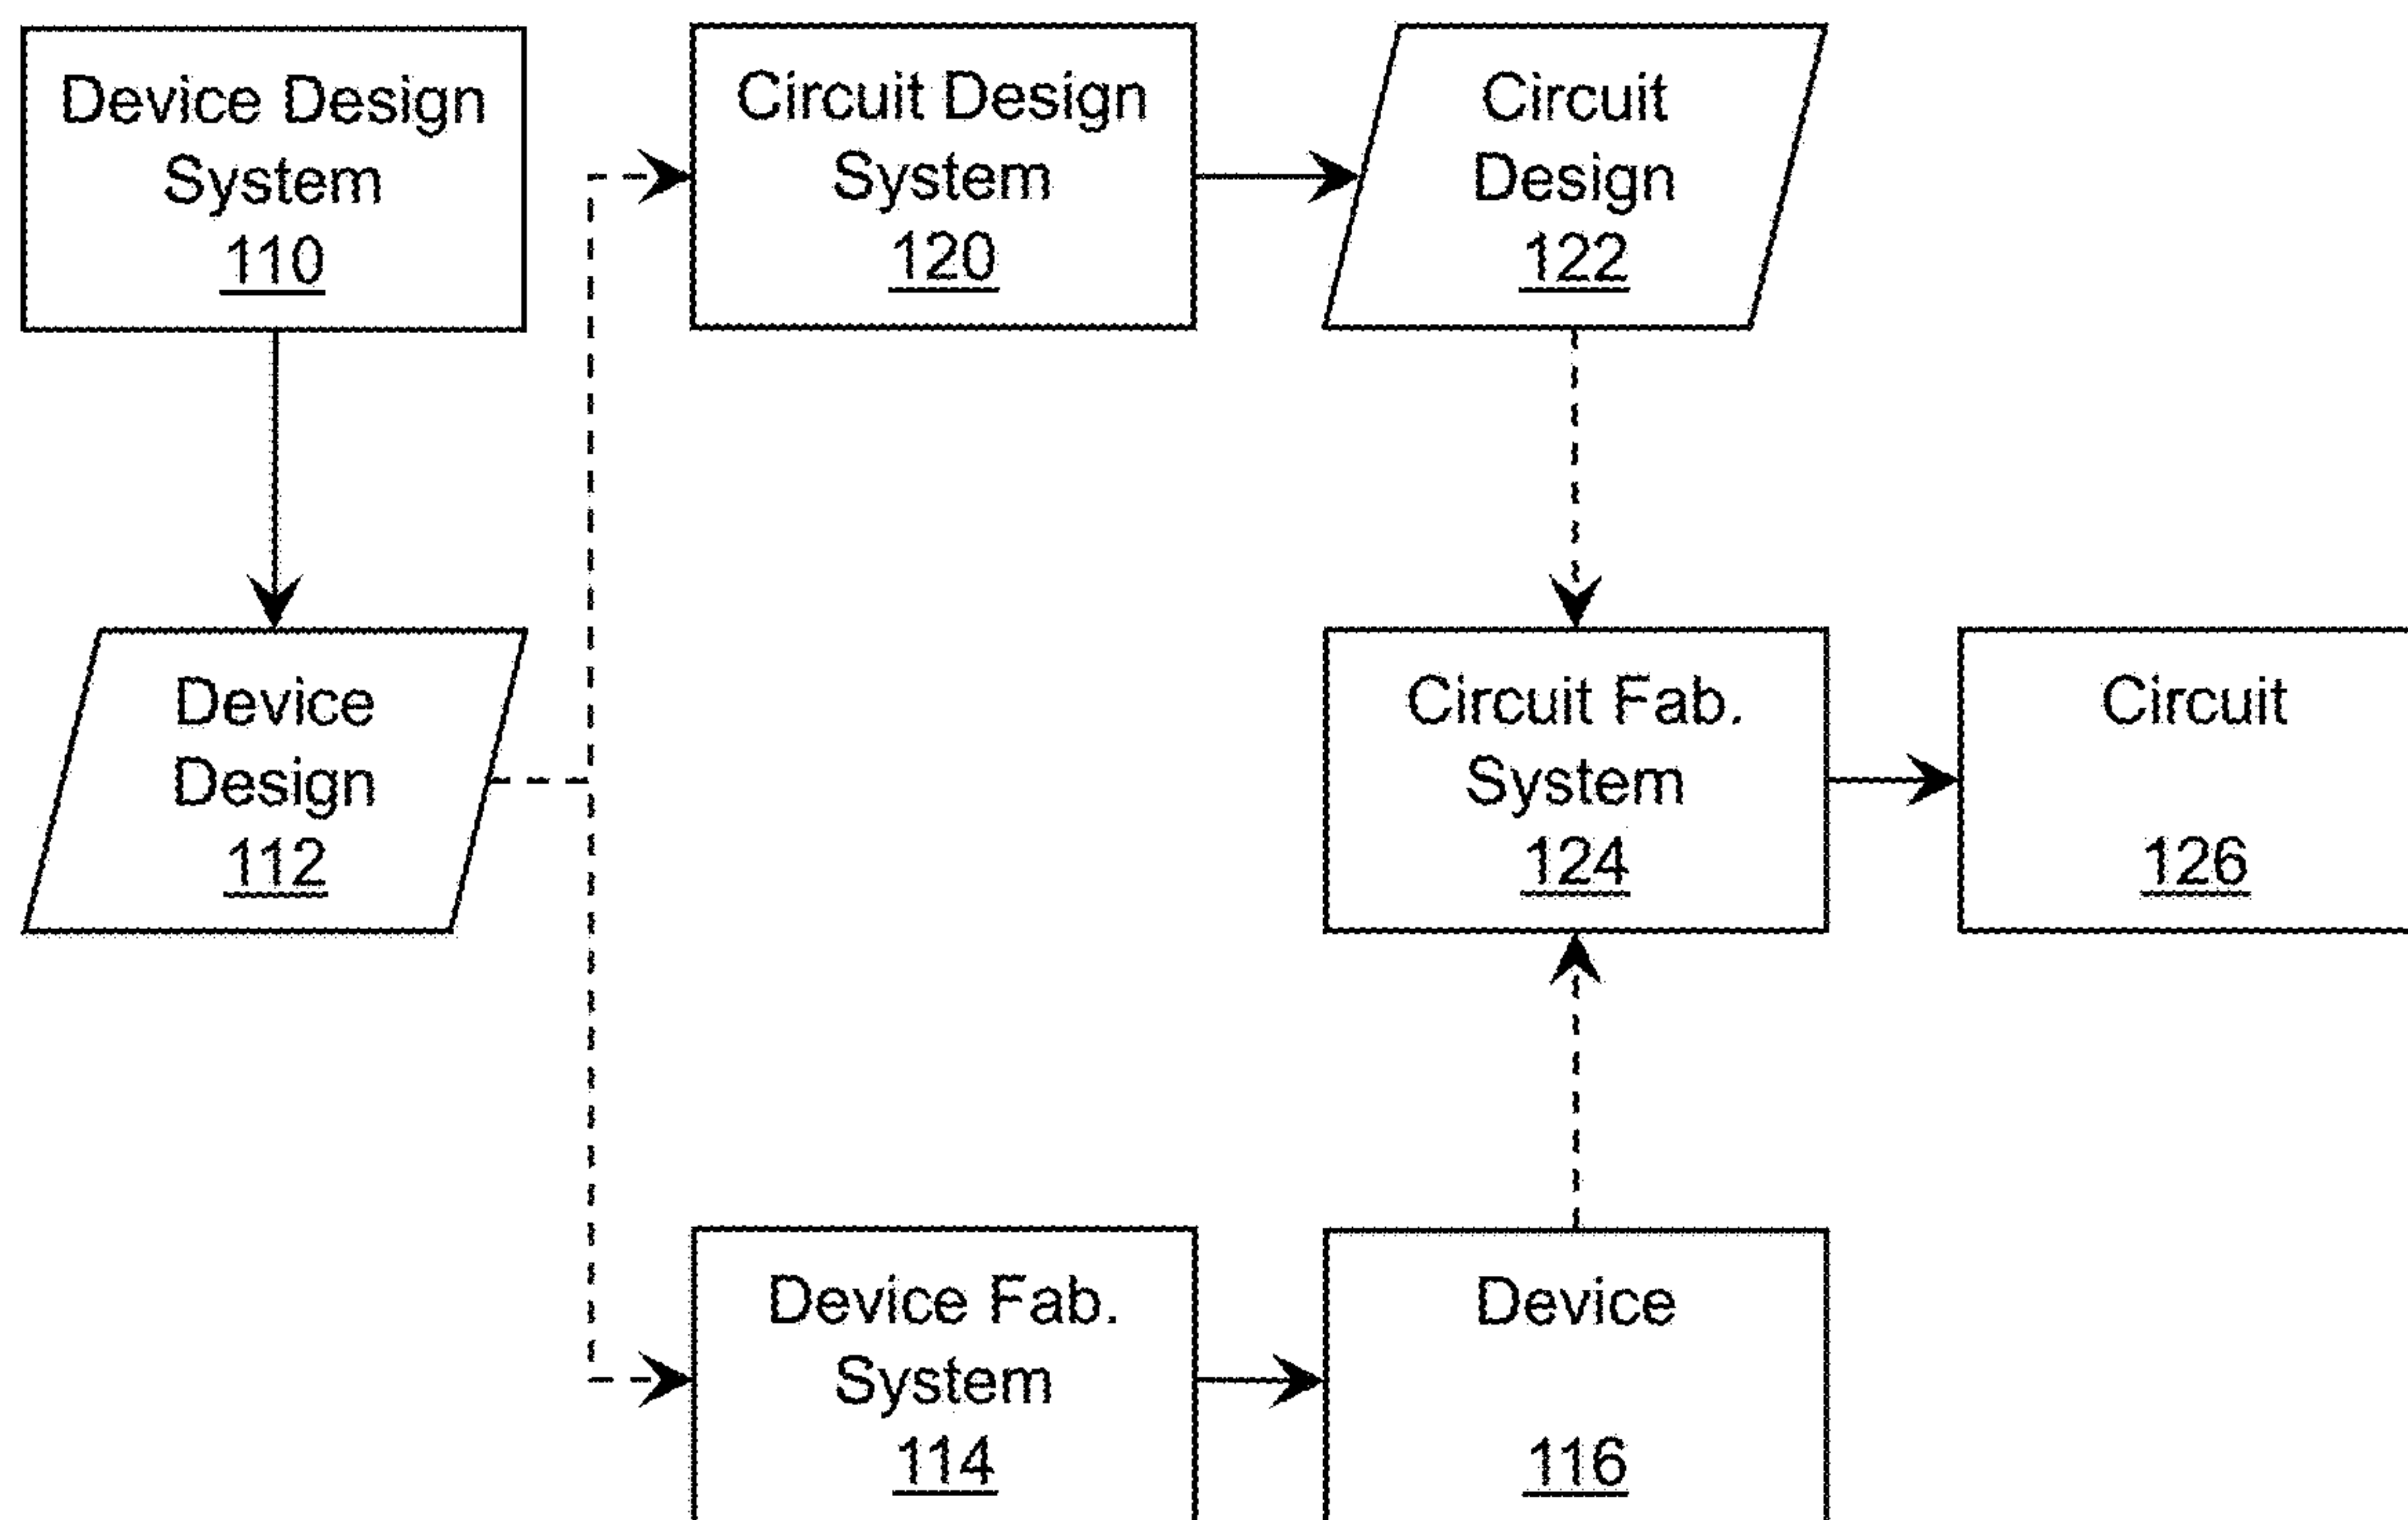 Device Design
System
110
Circuit Design
System
120
Circuit
Design
122
Device
Design
112
Circuit Fab.
System
124
Circuit
126
Device Fab.
System
114
Device
116